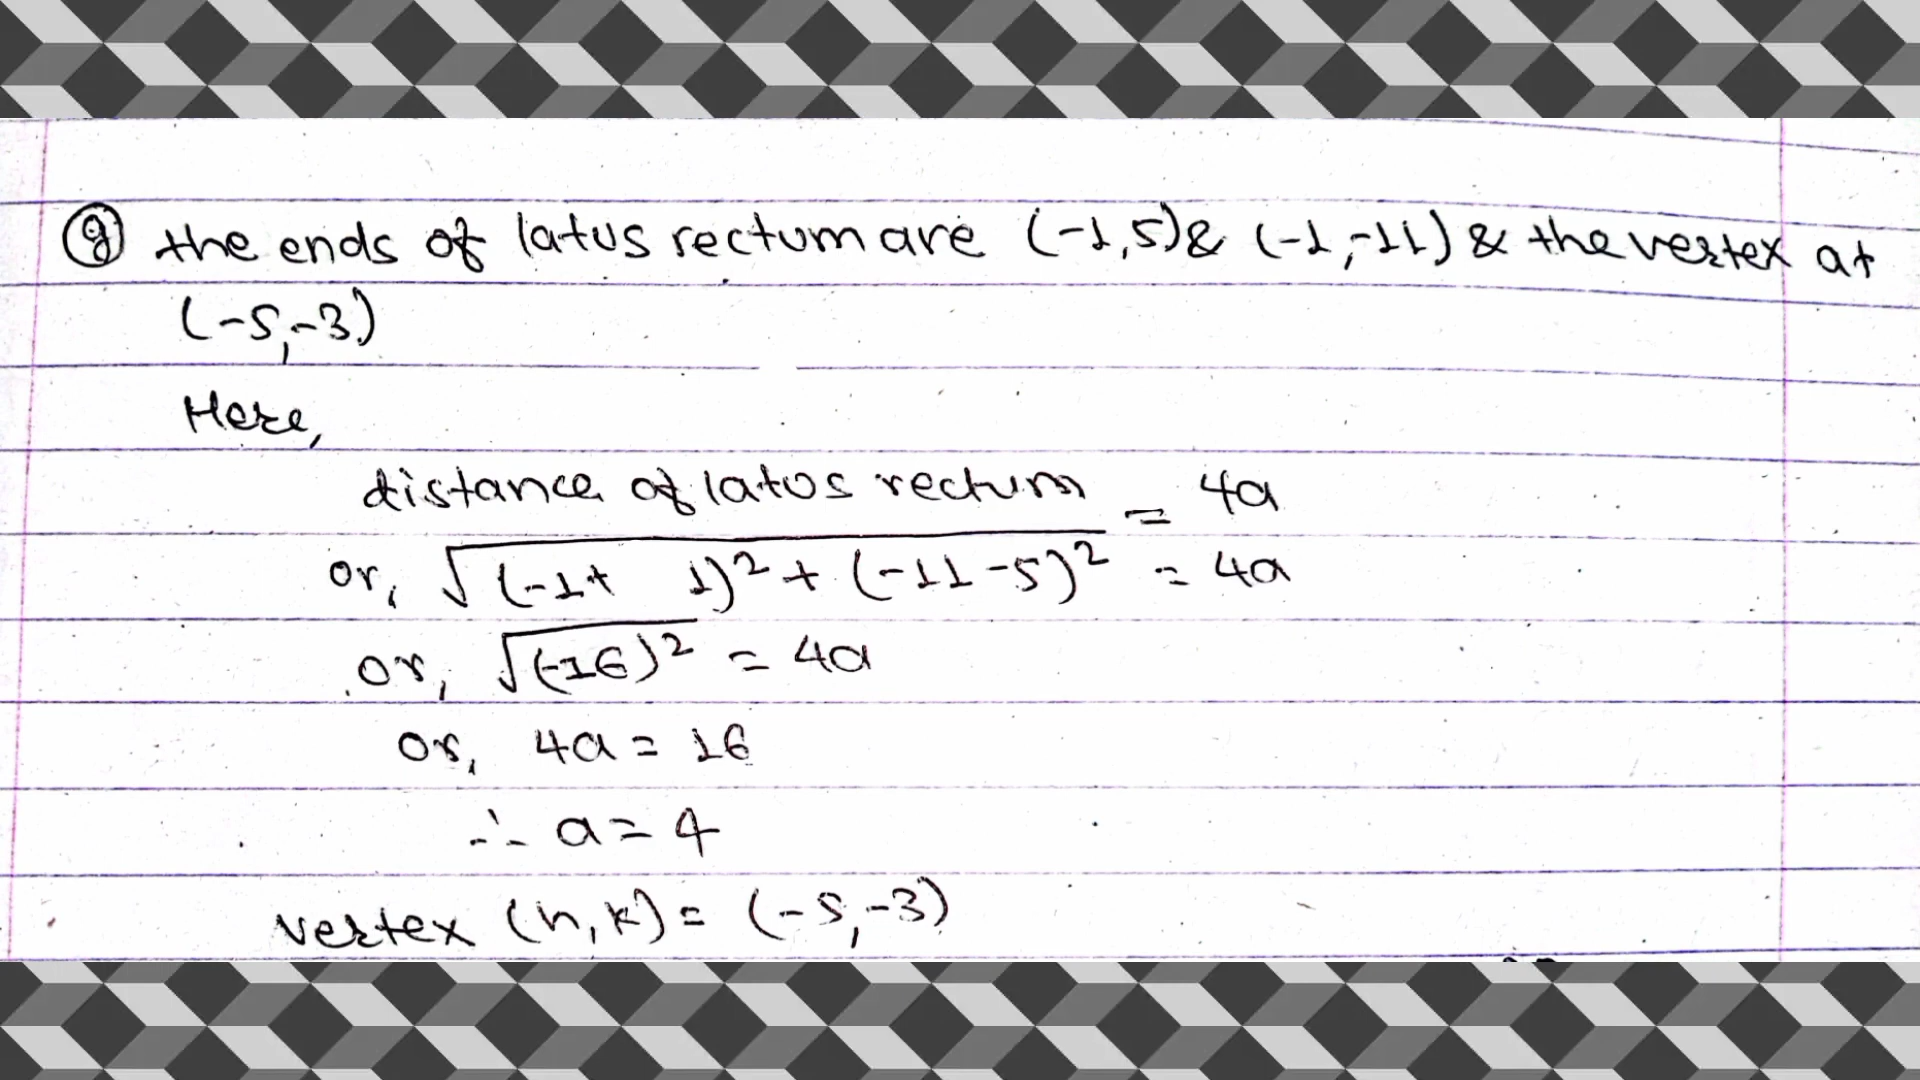 (g) the ends of latus rectum are (-1,5) & (-1,-11) & the vertex at
(-5,-3)
Here,
distance of latus rectum = 4a
or, √(-1+ 1)² + (-11-5)² = 4a
or, √(-16)² = 4a
or, 4a = 16
∴ a = 4
vertex (h,k) = (-5,-3)